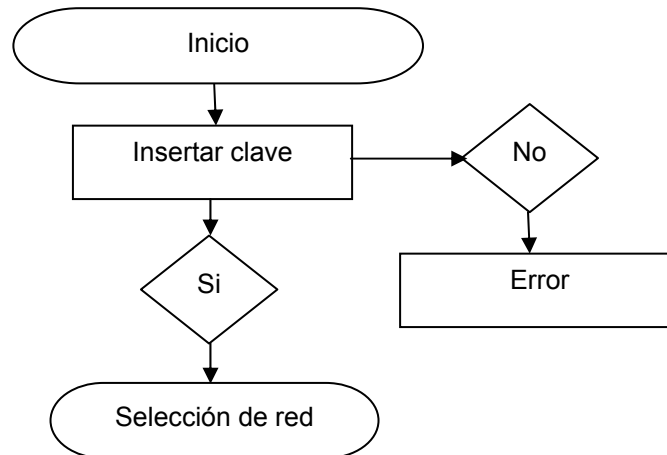 Inicio
Insertar clave
No
Si
Error
Selección de red